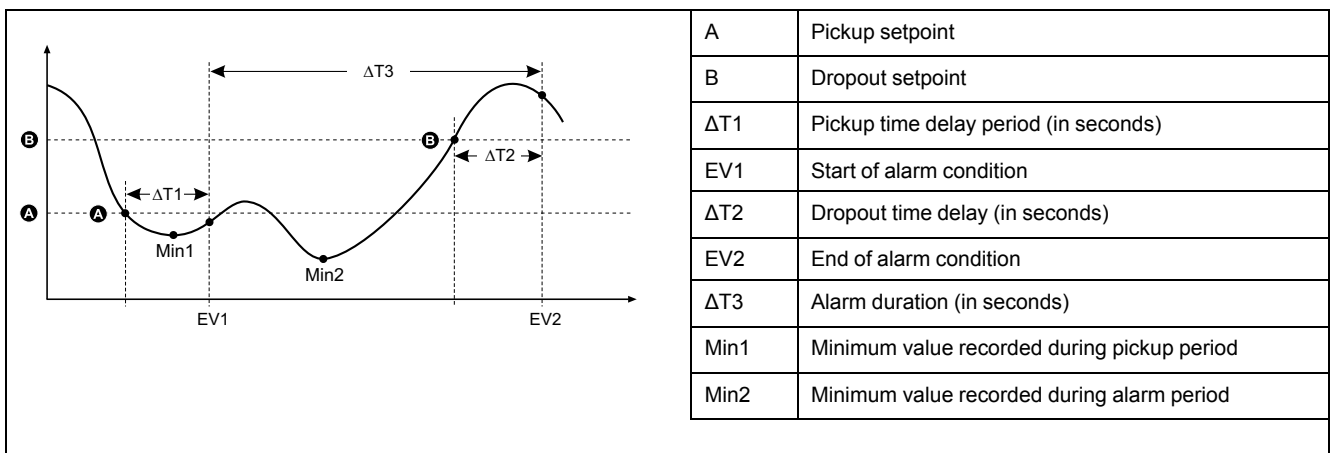 ΔT3
B
B
ΔT2
ΔT1
A
A
Min1
Min2
EV1
EV2
A Pickup setpoint
B Dropout setpoint
ΔT1 Pickup time delay period (in seconds)
EV1 Start of alarm condition
ΔT2 Dropout time delay (in seconds)
EV2 End of alarm condition
ΔT3 Alarm duration (in seconds)
Min1 Minimum value recorded during pickup period
Min2 Minimum value recorded during alarm period